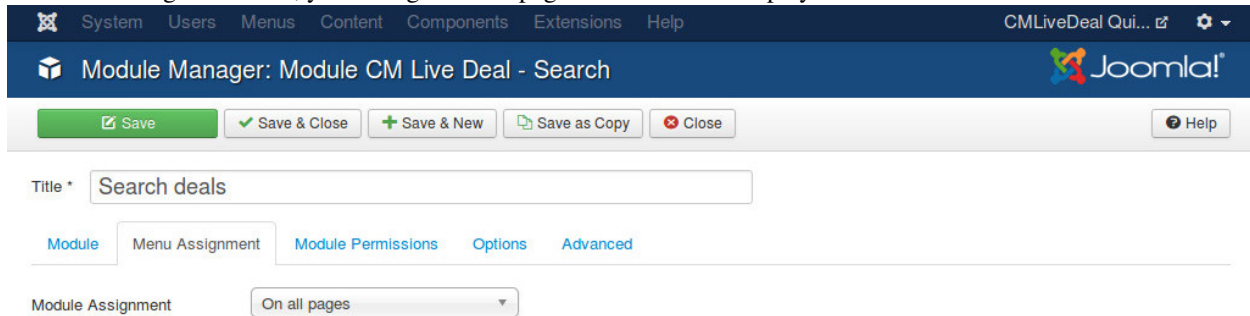 System Users Menus Content Components Extensions Help CMLiveDeal Qui...
Module Manager: Module CM Live Deal - Search Joomla!
Save Save & Close Save & New Save as Copy Close Help
Title * Search deals
Module Menu Assignment Module Permissions Options Advanced
Module Assignment On all pages